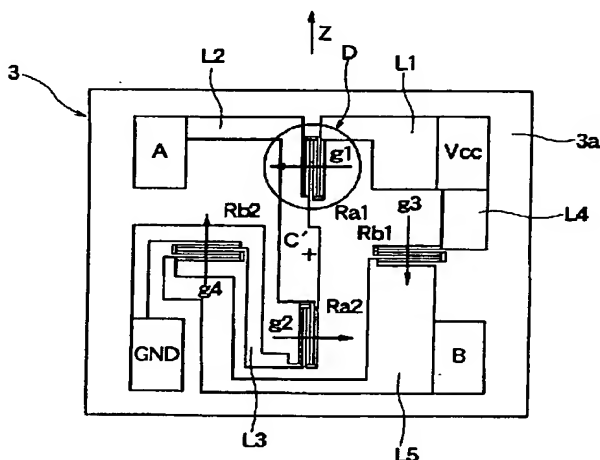 Z
L2
D
L1
3
3a
A
Vcc
g1
Rb2
Ra1
g3
L4
Rb1
C'
g4
g2
Ra2
GND
B
L3
L5